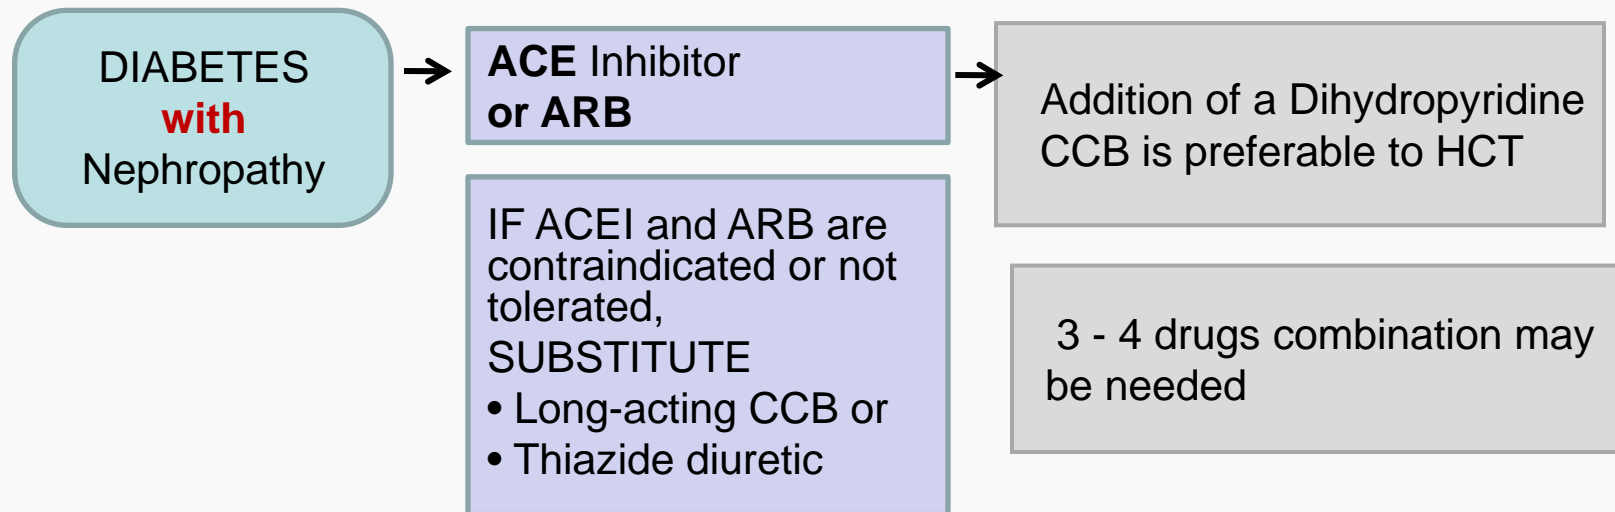 DIABETES
with
Nephropathy
ACE Inhibitor
or ARB
IF ACEI and ARB are
contraindicated or not
tolerated,
SUBSTITUTE
• Long-acting CCB or
• Thiazide diuretic
Addition of a Dihydropyridine
CCB is preferable to HCT
3 - 4 drugs combination may
be needed